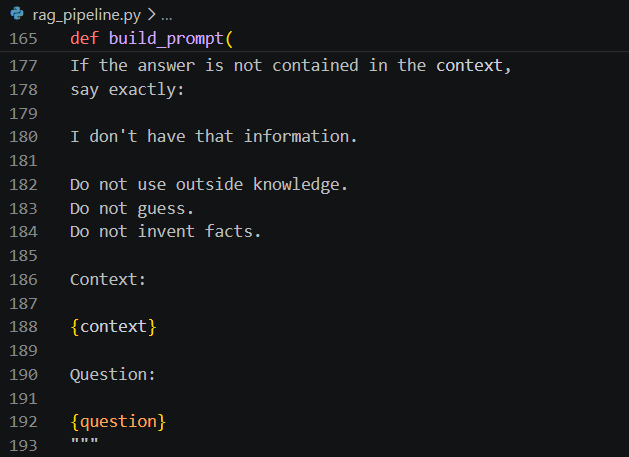 rag_pipeline.py > ...
165 def build_prompt(
177 If the answer is not contained in the context,
178 say exactly:
179
180 I don't have that information.
181
182 Do not use outside knowledge.
183 Do not guess.
184 Do not invent facts.
185
186 Context:
187
188 {context}
189
190 Question:
191
192 {question}
193 """